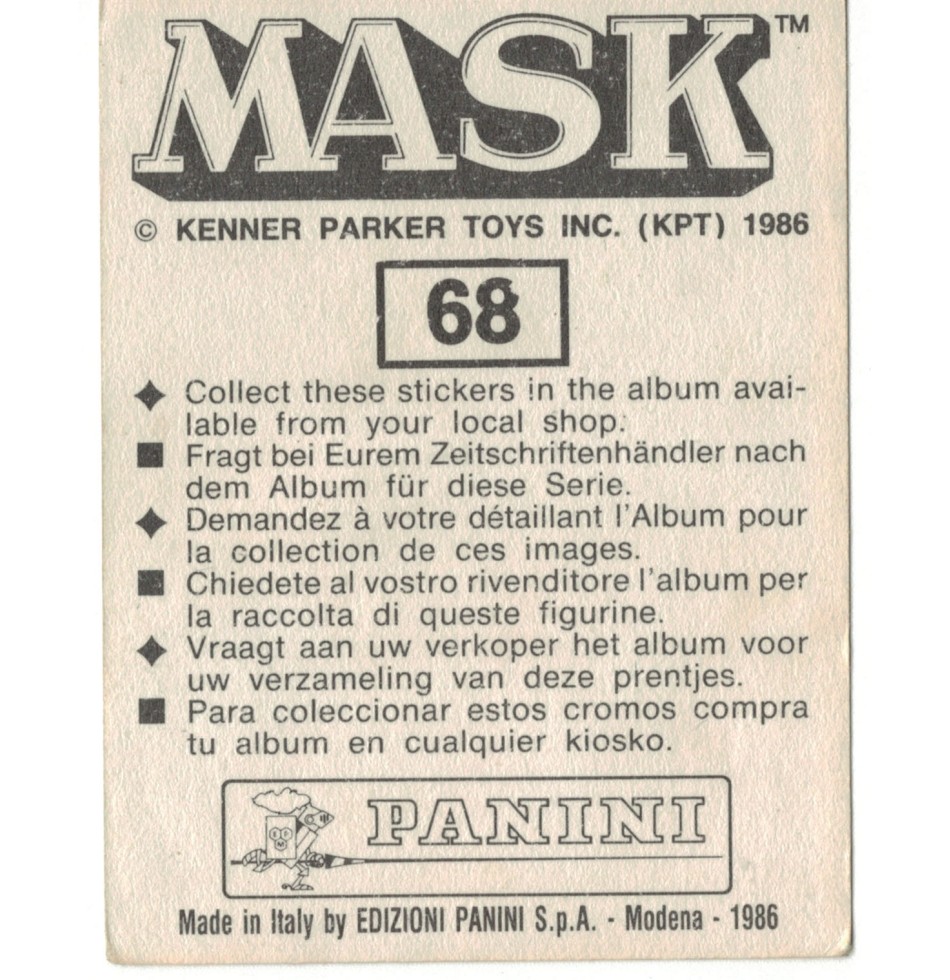 MASK™
© KENNER PARKER TOYS INC. (KPT) 1986
68
Collect these stickers in the album avai-
lable from your local shop.
Fragt bei Eurem Zeitschriftenhändler nach
dem Album für diese Serie.
Demandez à votre détaillant l'Album pour
la collection de ces images.
Chiedete al vostro rivenditore l'album per
la raccolta di queste figurine.
Vraagt aan uw verkoper het album voor
uw verzameling van deze prentjes.
Para coleccionar estos cromos compra
tu album en cualquier kiosko.
PANINI
Made in Italy by EDIZIONI PANINI S.p.A. - Modena - 1986